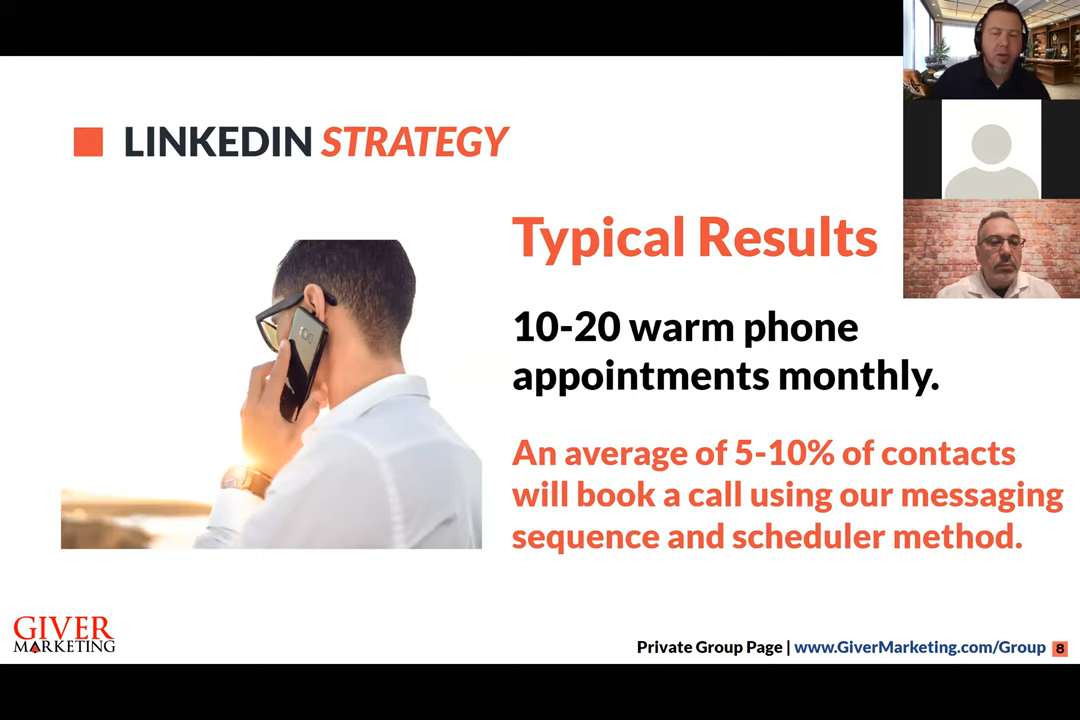 LINKEDIN STRATEGY
Typical Results
10-20 warm phone
appointments monthly.
An average of 5-10% of contacts
will book a call using our messaging
sequence and scheduler method.
GIVER
MARKETING
Private Group Page | www.GiverMarketing.com/Group 8